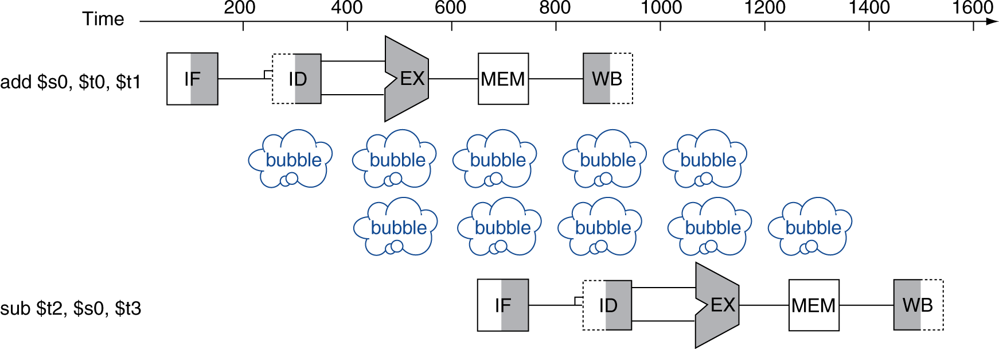 200 400 600 800 1000 1200 1400 1600
Time
add $s0, $t0, $t1 IF ID EX MEM WB
bubble bubble bubble bubble bubble
bubble bubble bubble bubble bubble
sub $t2, $s0, $t3 IF ID EX MEM WB